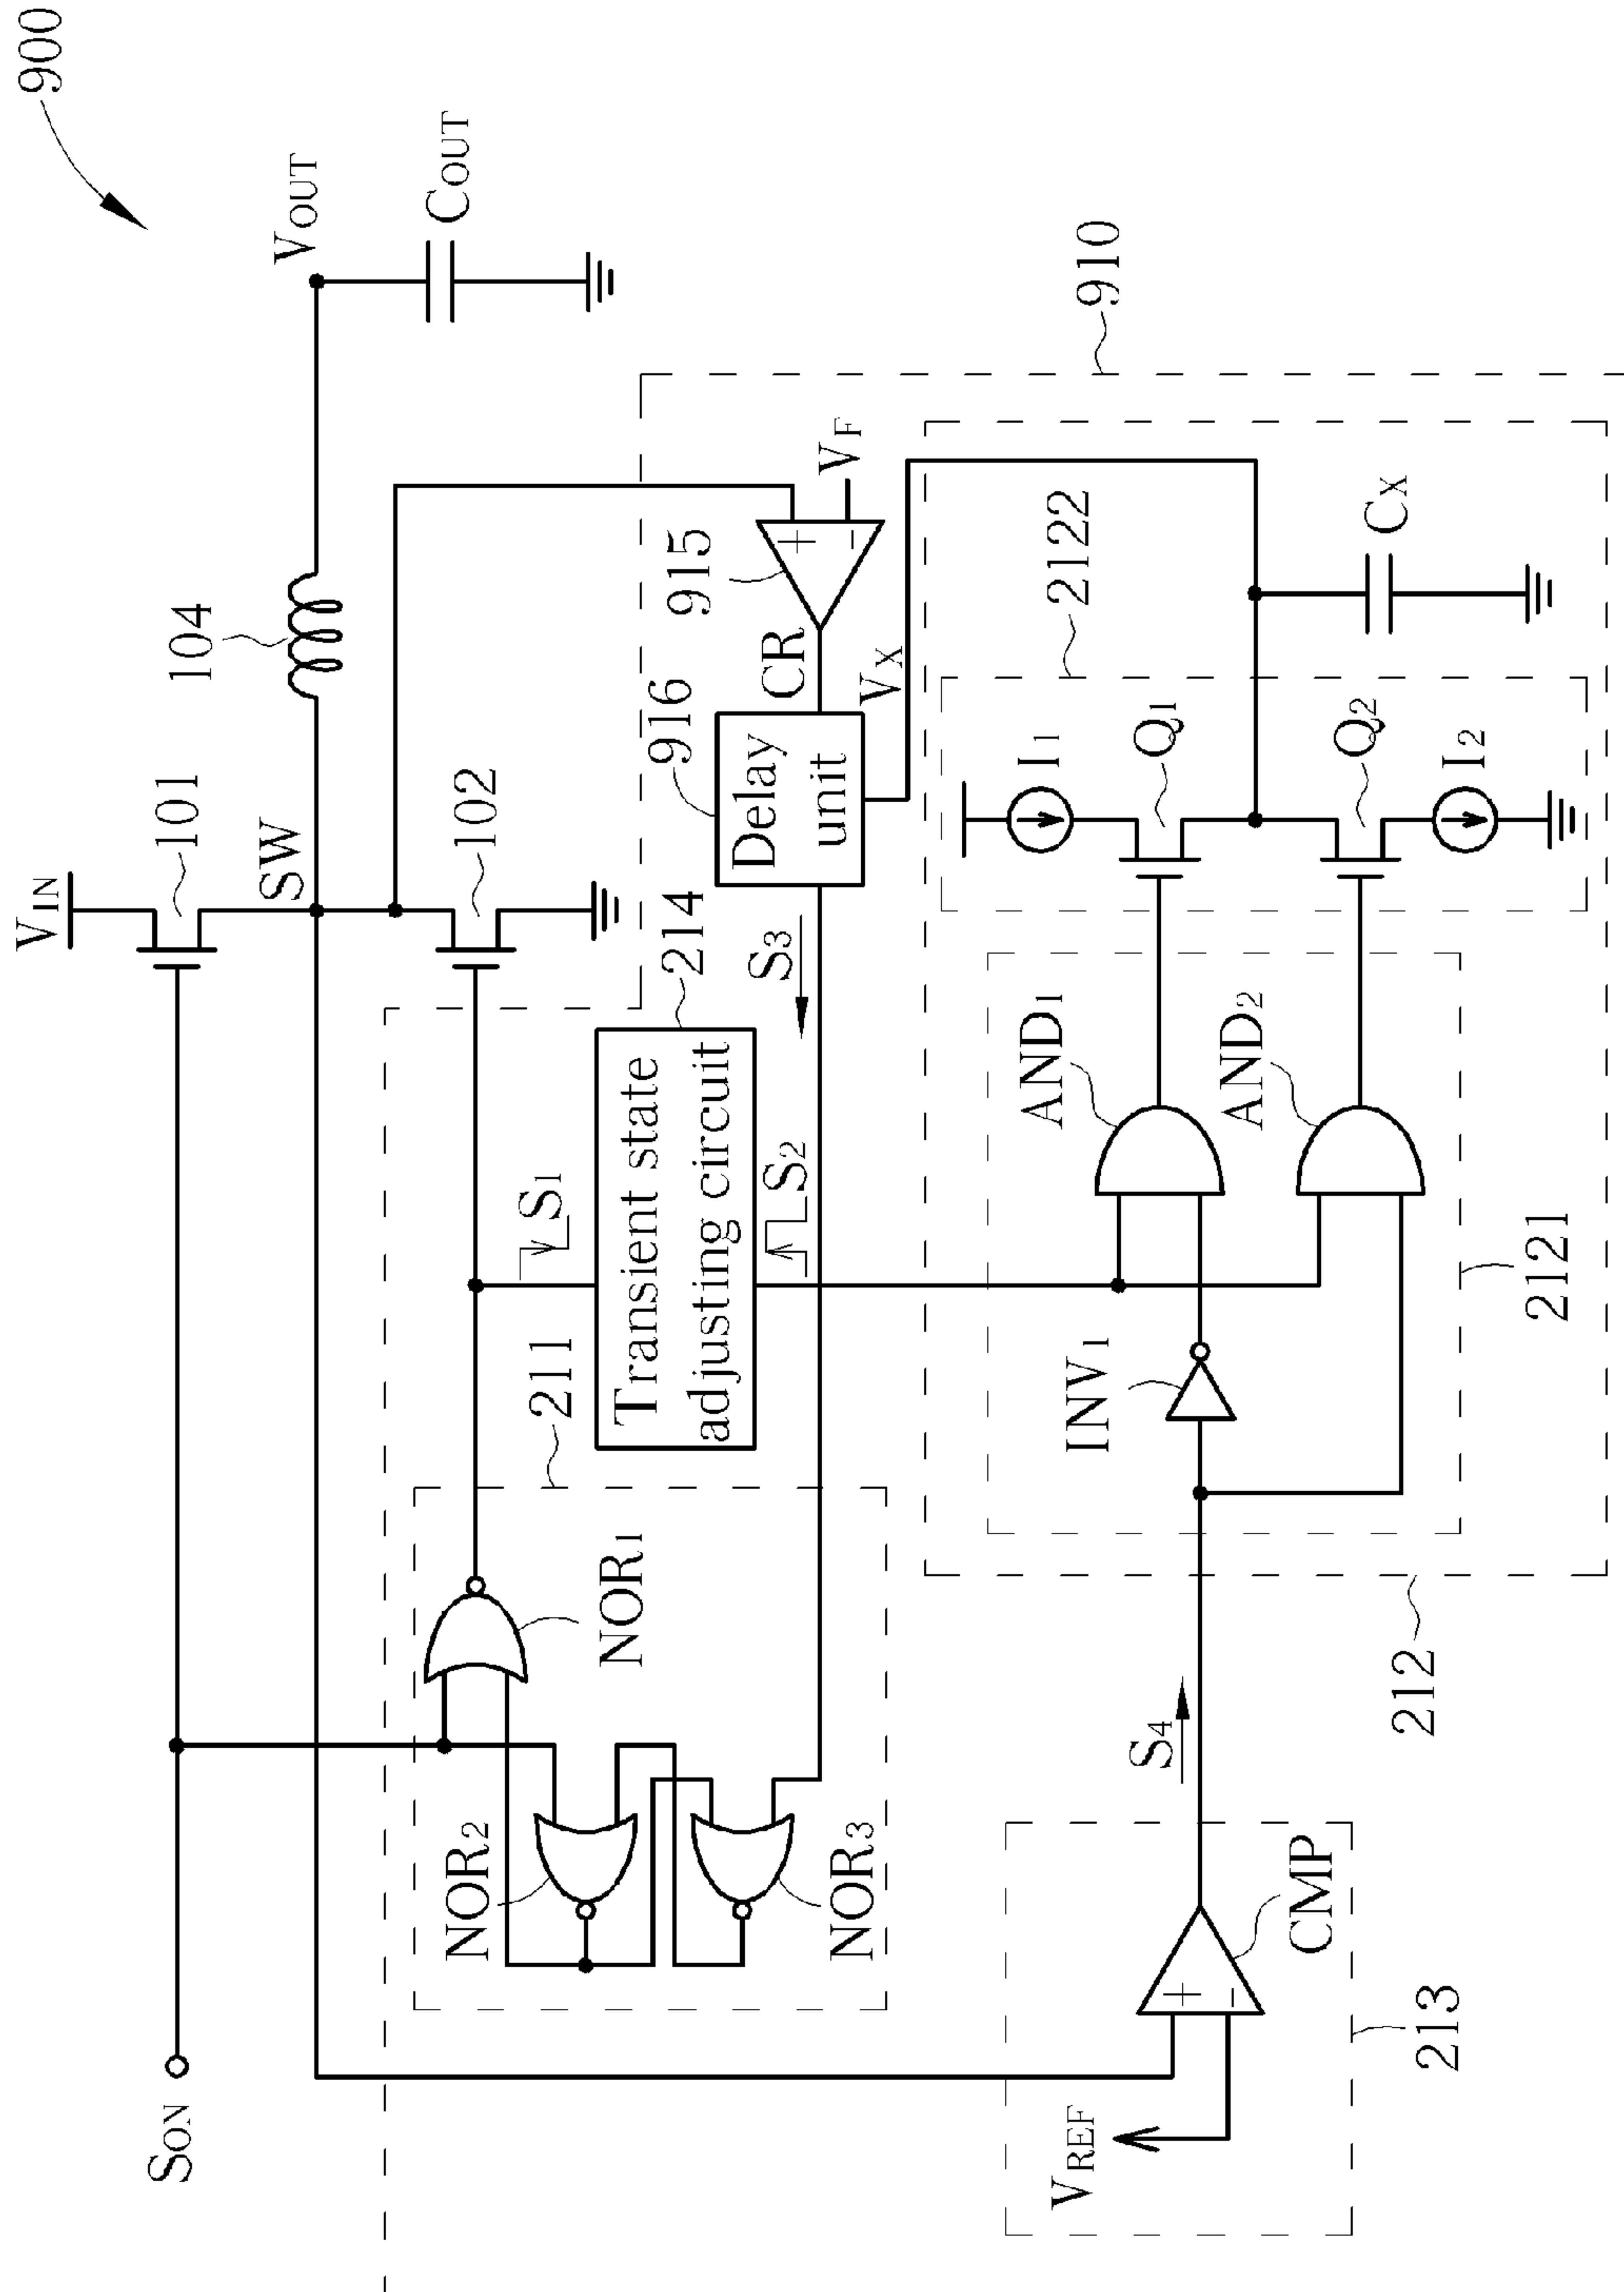 900
VIN
101
SW
104
VOUT
COUT
102
SON
S1
214
Transient state
adjusting circuit
S2
S3
211
NOR1
NOR2
NOR3
916
Delay
unit
CR
915
VF
VX
910
2122
I1
Q1
Q2
I2
CX
AND1
AND2
INV1
2121
212
S4
CMP
VREF
213